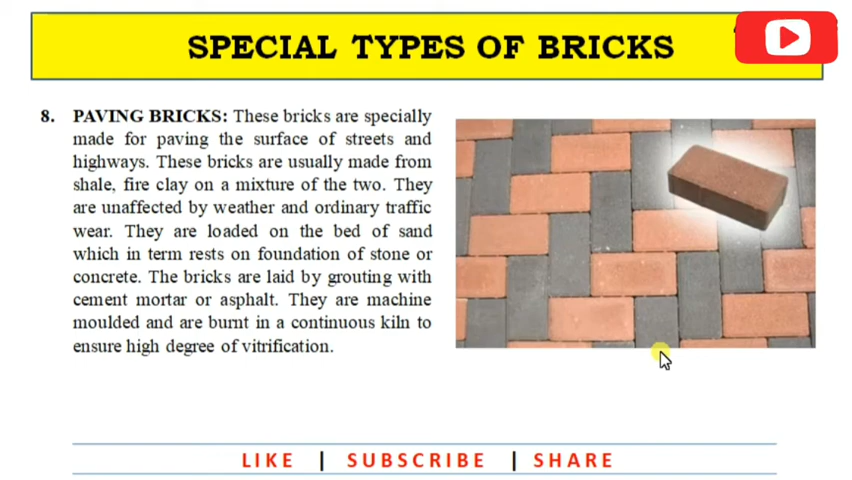 SPECIAL TYPES OF BRICKS
8. PAVING BRICKS: These bricks are specially
made for paving the surface of streets and
highways. These bricks are usually made from
shale, fire clay on a mixture of the two. They
are unaffected by weather and ordinary traffic
wear. They are loaded on the bed of sand
which in term rests on foundation of stone or
concrete. The bricks are laid by grouting with
cement mortar or asphalt. They are machine
moulded and are burnt in a continuous kiln to
ensure high degree of vitrification.
LIKE | SUBSCRIBE | SHARE